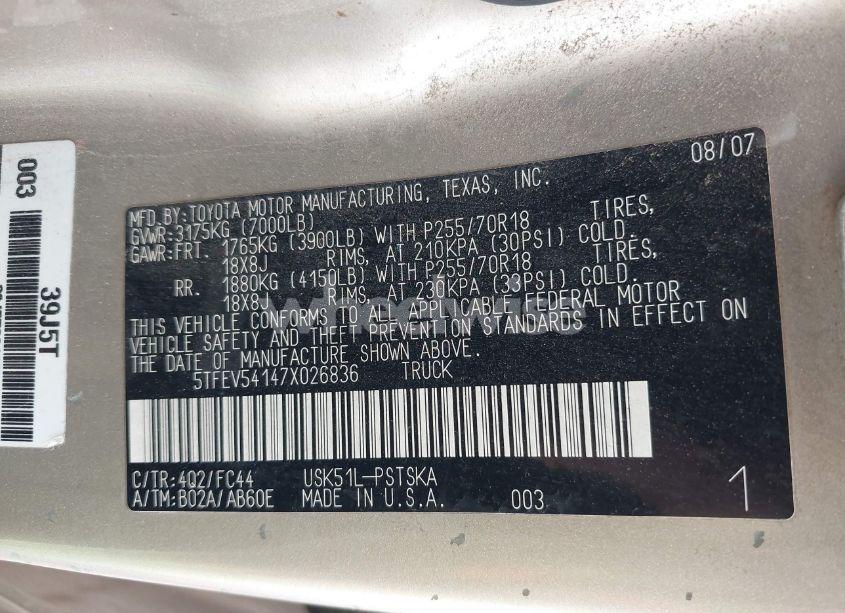 08/07
MFD. BY: TOYOTA MOTOR MANUFACTURING, TEXAS, INC.
GVWR: 3175KG (7000LB)
GAWR: FRT. 1765KG (3900LB) WITH P255/70R18 TIRES,
18X8J RIMS, AT 210KPA (30PSI) COLD.
RR. 1880KG (4150LB) WITH P255/70R18 TIRES,
18X8J RIMS, AT 230KPA (33PSI) COLD.
THIS VEHICLE CONFORMS TO ALL APPLICABLE FEDERAL MOTOR
VEHICLE SAFETY AND THEFT PREVENTION STANDARDS IN EFFECT ON
THE DATE OF MANUFACTURE SHOWN ABOVE.
5TFEV54147X026836 TRUCK
C/TR: 4Q2/FC44 USK51L-PSTSKA
A/TM: B02A/AB60E MADE IN U.S.A. 003 1
003
39J5T